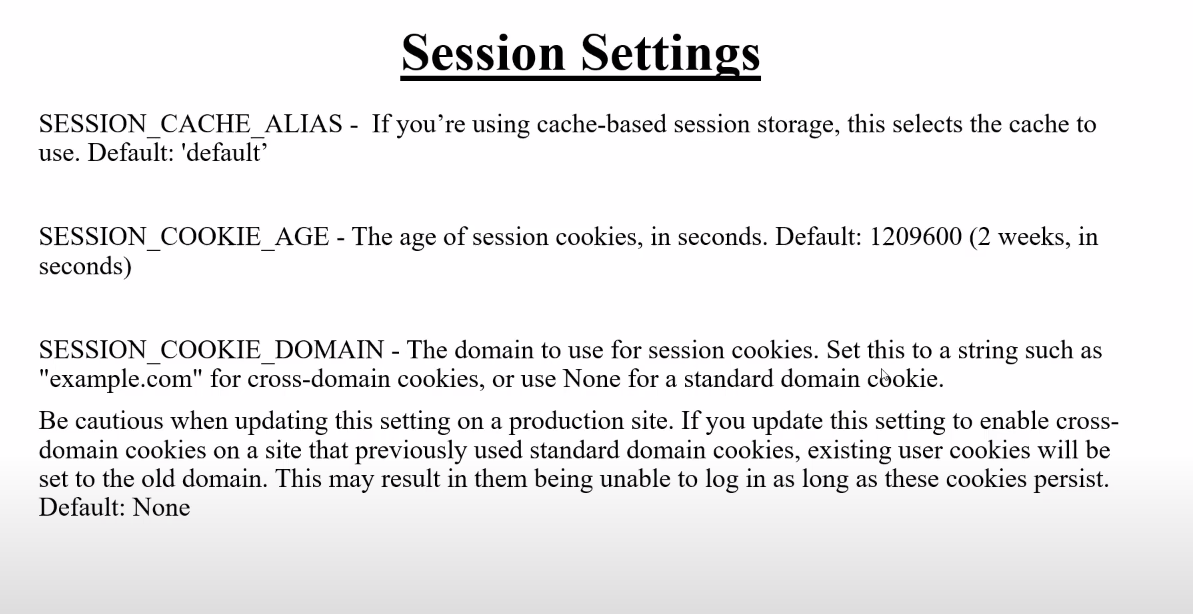 Session Settings
SESSION_CACHE_ALIAS -  If you’re using cache-based session storage, this selects the cache to
use. Default: 'default’
SESSION_COOKIE_AGE - The age of session cookies, in seconds. Default: 1209600 (2 weeks, in
seconds)
SESSION_COOKIE_DOMAIN - The domain to use for session cookies. Set this to a string such as
"example.com" for cross-domain cookies, or use None for a standard domain cookie.
Be cautious when updating this setting on a production site. If you update this setting to enable cross-
domain cookies on a site that previously used standard domain cookies, existing user cookies will be
set to the old domain. This may result in them being unable to log in as long as these cookies persist.
Default: None